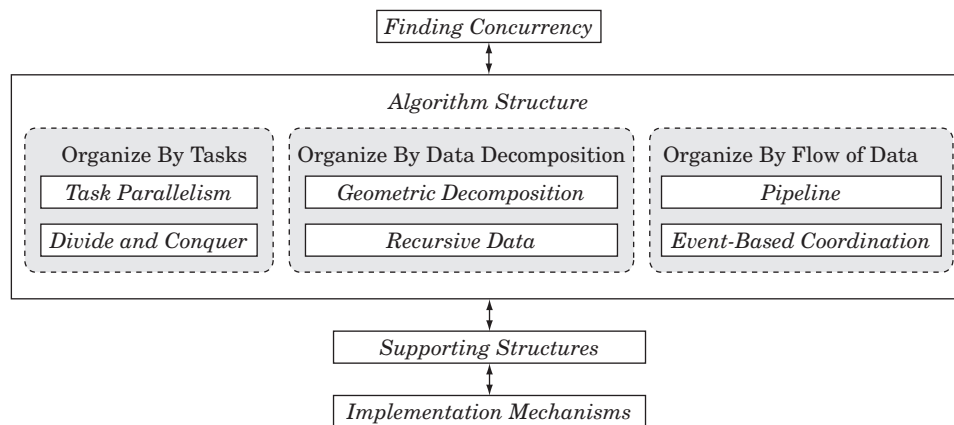 Finding Concurrency
Algorithm Structure
Organize By Tasks
Task Parallelism
Divide and Conquer
Organize By Data Decomposition
Geometric Decomposition
Recursive Data
Organize By Flow of Data
Pipeline
Event-Based Coordination
Supporting Structures
Implementation Mechanisms